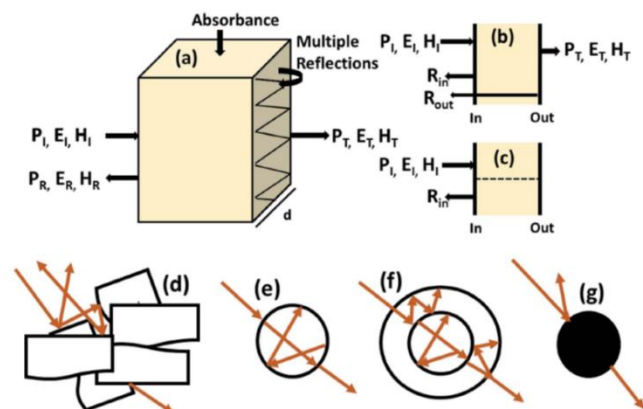 Absorbance
(a)
Multiple
Reflections
P_I, E_I, H_I
P_R, E_R, H_R
P_T, E_T, H_T
d
(b)
P_I, E_I, H_I
P_T, E_T, H_T
R_in
R_out
In
Out
(c)
P_I, E_I, H_I
R_in
In
Out
(d)
(e)
(f)
(g)